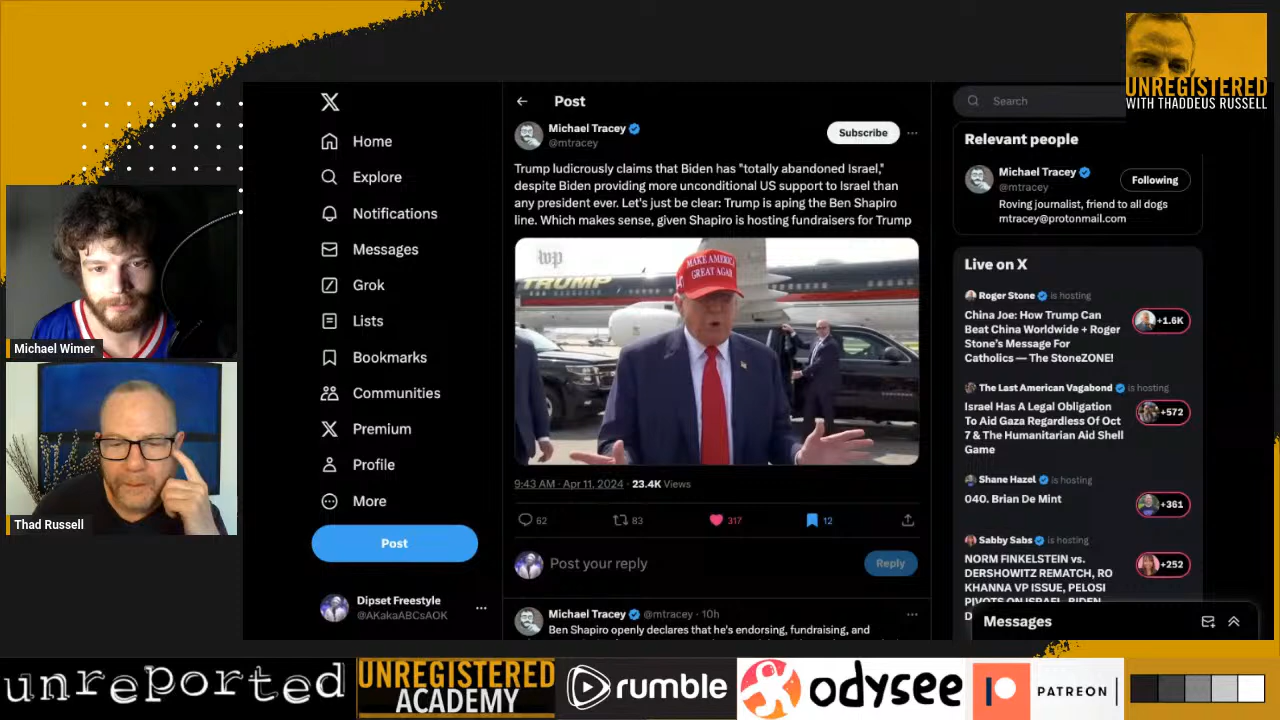 UNREGISTERED
WITH THADDEUS RUSSELL
Michael Wimer
Thad Russell
Home
Explore
Notifications
Messages
Grok
Lists
Bookmarks
Communities
Premium
Profile
More
Post
Dipset Freestyle
@AKakaABCsAOK
Post
Michael Tracey
@mtracey
Subscribe
Trump ludicrously claims that Biden has "totally abandoned Israel,"
despite Biden providing more unconditional US support to Israel than
any president ever. Let's just be clear: Trump is aping the Ben Shapiro
line. Which makes sense, given Shapiro is hosting fundraisers for Trump
wp
TRUMP
MAKE AMERICA
GREAT AGAIN
9:43 AM · Apr 11, 2024 · 23.4K Views
62
83
317
12
Post your reply
Reply
Michael Tracey @mtracey · 10h
Ben Shapiro openly declares that he's endorsing, fundraising, and
Search
Relevant people
Michael Tracey
@mtracey
Following
Roving journalist, friend to all dogs
mtracey@protonmail.com
Live on X
Roger Stone is hosting
China Joe: How Trump Can
Beat China Worldwide + Roger
Stone's Message For
Catholics — The StoneZONE!
+1.6K
The Last American Vagabond is hosting
Israel Has A Legal Obligation
To Aid Gaza Regardless Of Oct
7 & The Humanitarian Aid Shell
Game
+572
Shane Hazel is hosting
040. Brian De Mint
+361
Sabby Sabs is hosting
NORM FINKELSTEIN vs.
DERSHOWITZ REMATCH, RO
KHANNA VP ISSUE, PELOSI
PIVOTS ON ISRAEL, BIDEN
+252
Messages
unreported
UNREGISTERED
ACADEMY
rumble
odysee
PATREON